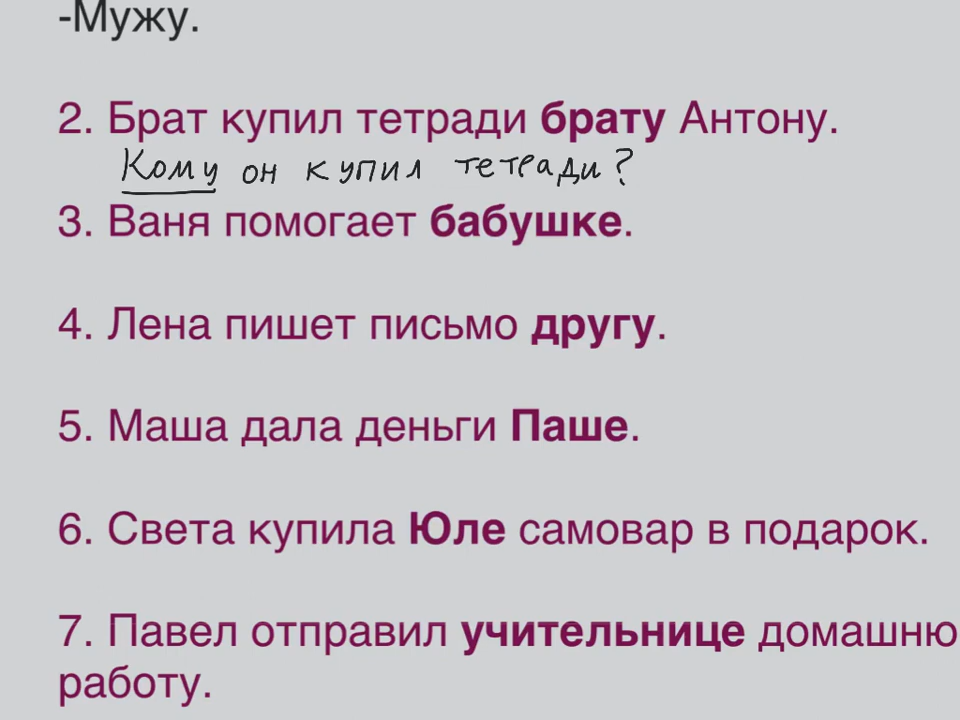 -Мужу.
2. Брат купил тетради брату Антону.
Кому он купил тетради?
3. Ваня помогает бабушке.
4. Лена пишет письмо другу.
5. Маша дала деньги Паше.
6. Света купила Юле самовар в подарок.
7. Павел отправил учительнице домашню
работу.